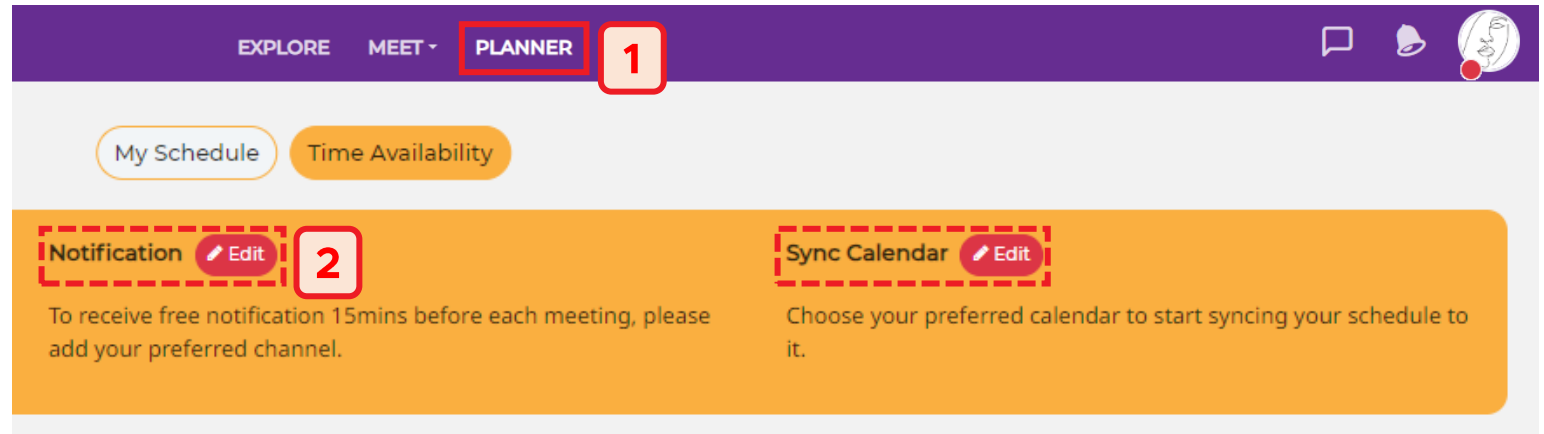 EXPLORE MEET PLANNER 1
My Schedule Time Availability
Notification Edit 2
To receive free notification 15mins before each meeting, please
add your preferred channel.
Sync Calendar Edit
Choose your preferred calendar to start syncing your schedule to
it.